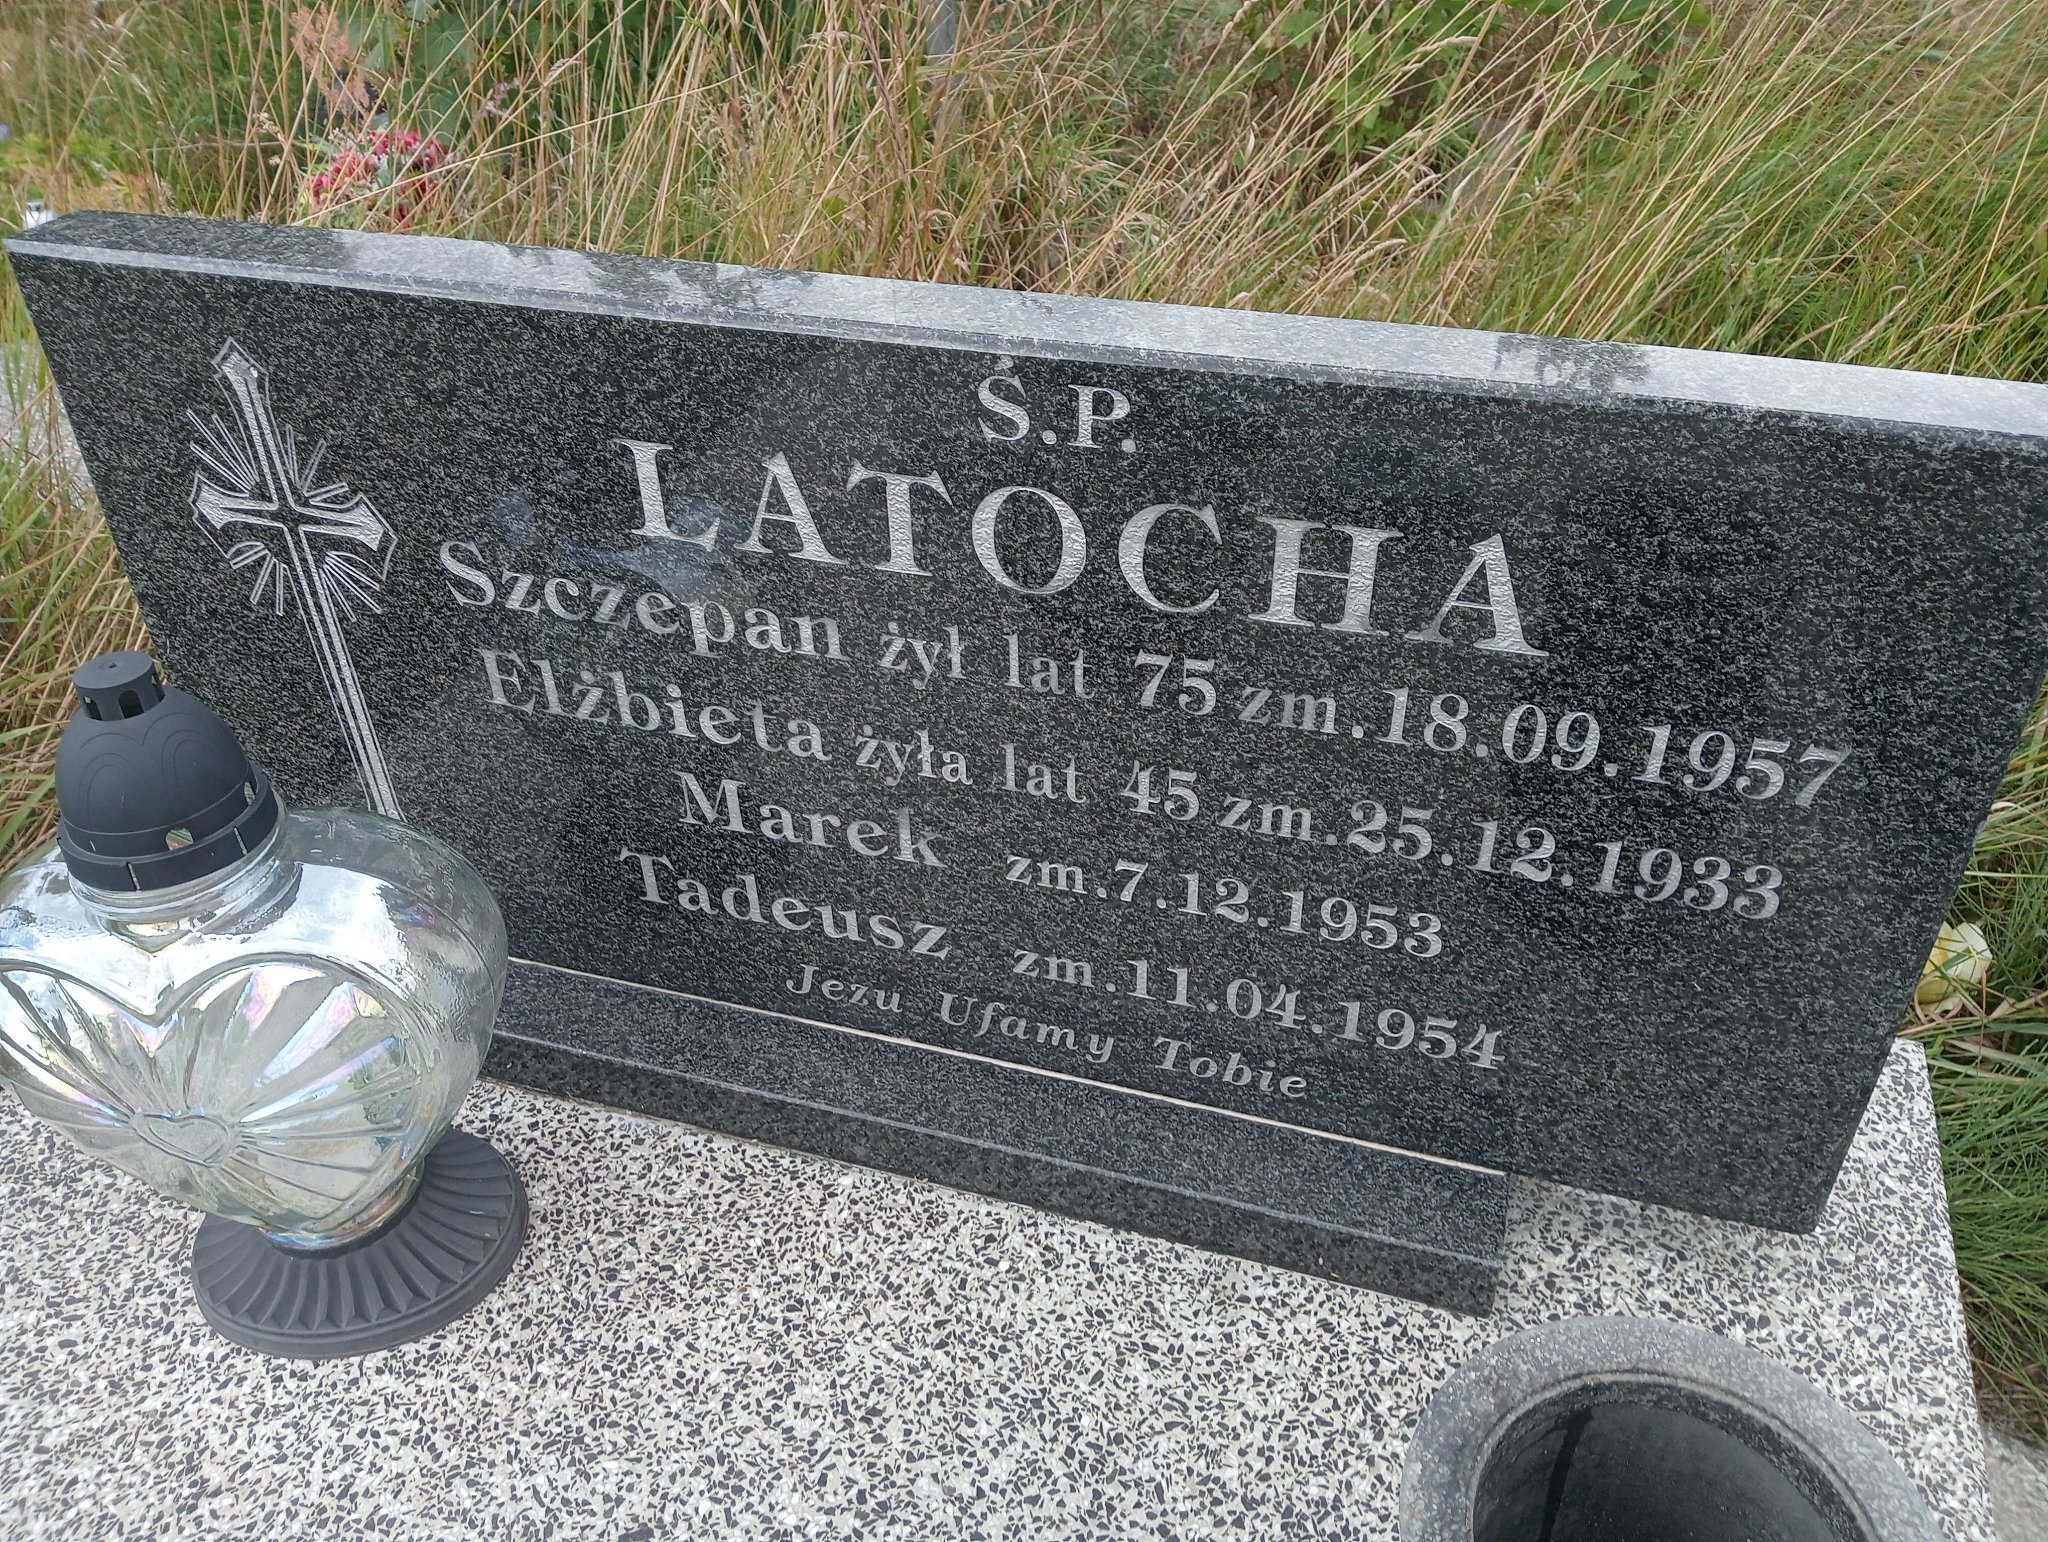 Ś.P.
LATOCHA
Szczepan żył lat 75 zm.18.09.1957
Elżbieta żyła lat 45 zm.25.12.1933
Marek zm.7.12.1953
Tadeusz zm.11.04.1954
Jezu Ufamy Tobie